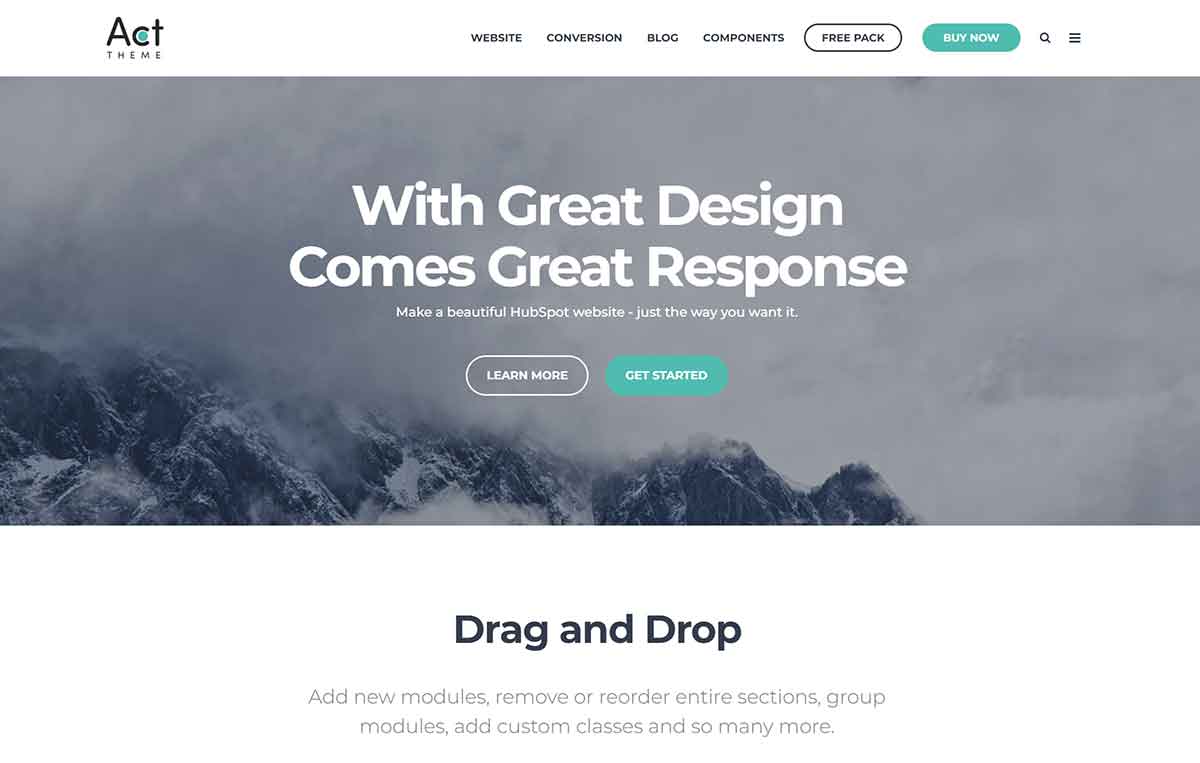 Act
THEME
WEBSITE CONVERSION BLOG COMPONENTS FREE PACK BUY NOW
With Great Design
Comes Great Response
Make a beautiful HubSpot website - just the way you want it.
LEARN MORE GET STARTED
Drag and Drop
Add new modules, remove or reorder entire sections, group
modules, add custom classes and so many more.